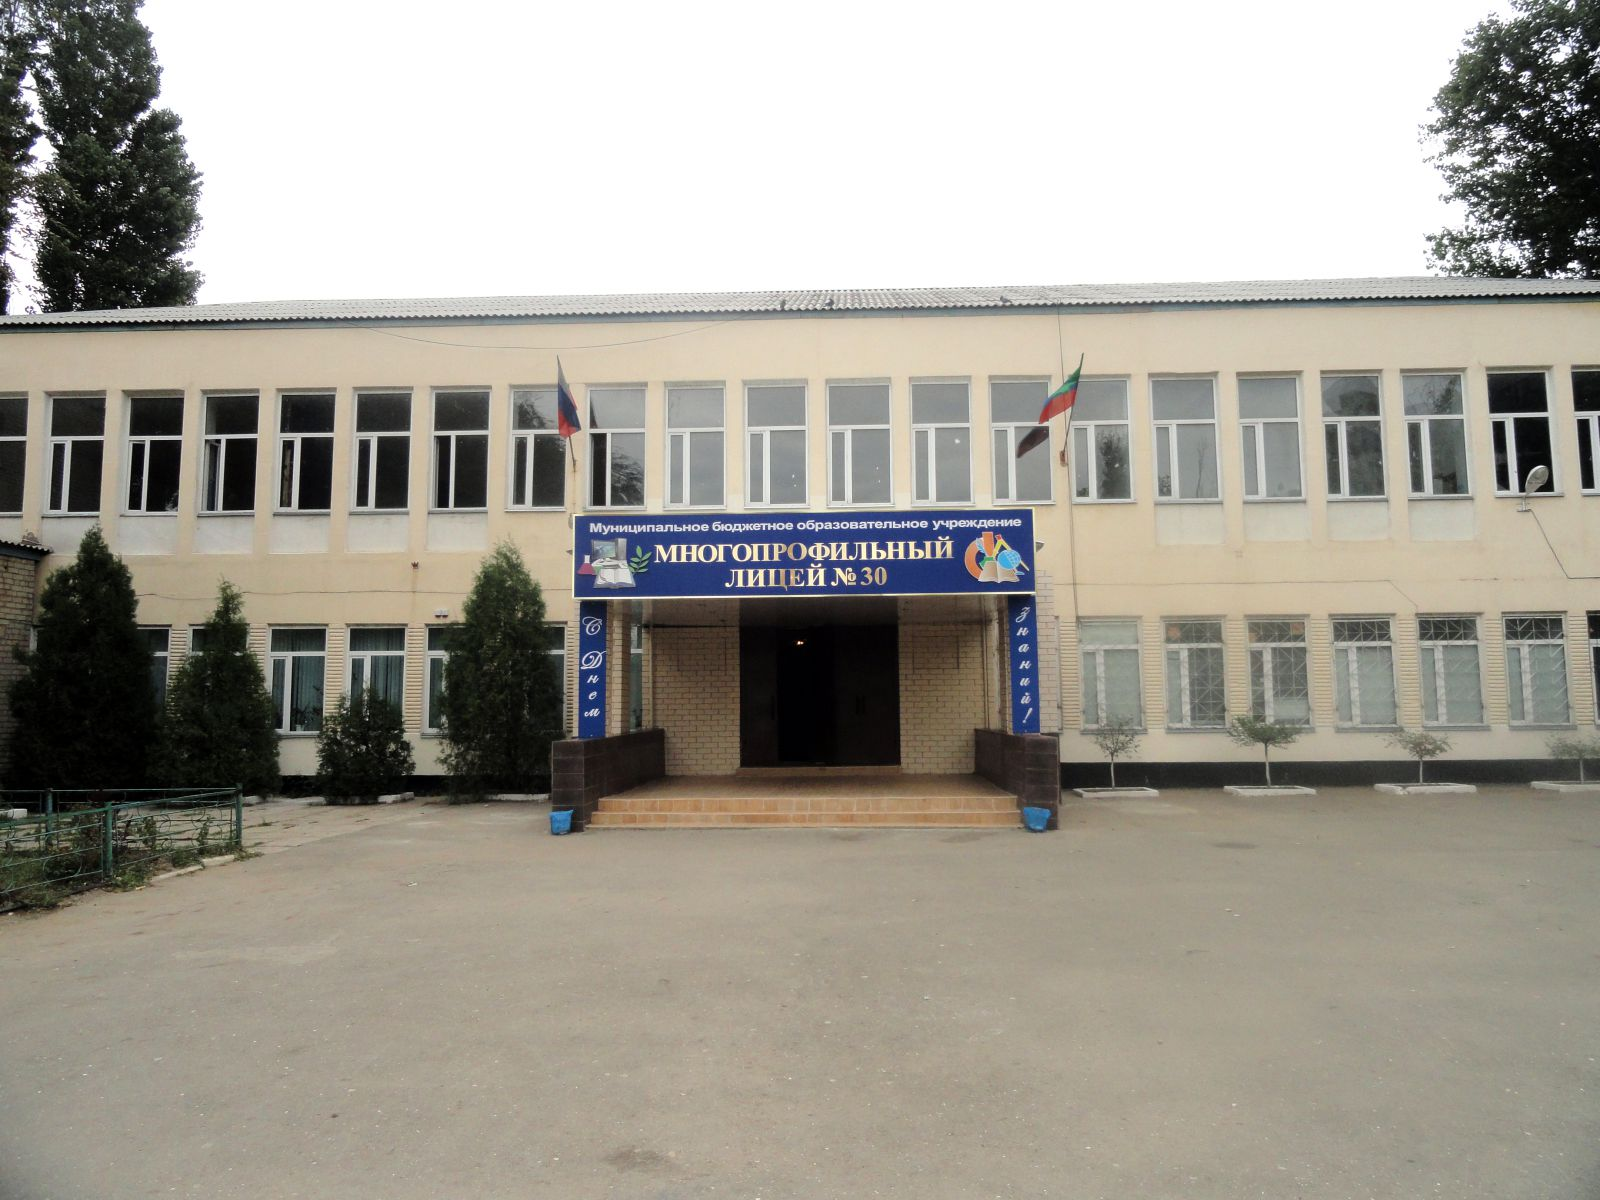 Муниципальное бюджетное образовательное учреждение
МНОГОПРОФИЛЬНЫЙ
ЛИЦЕЙ № 30
С Днем
Знаний!